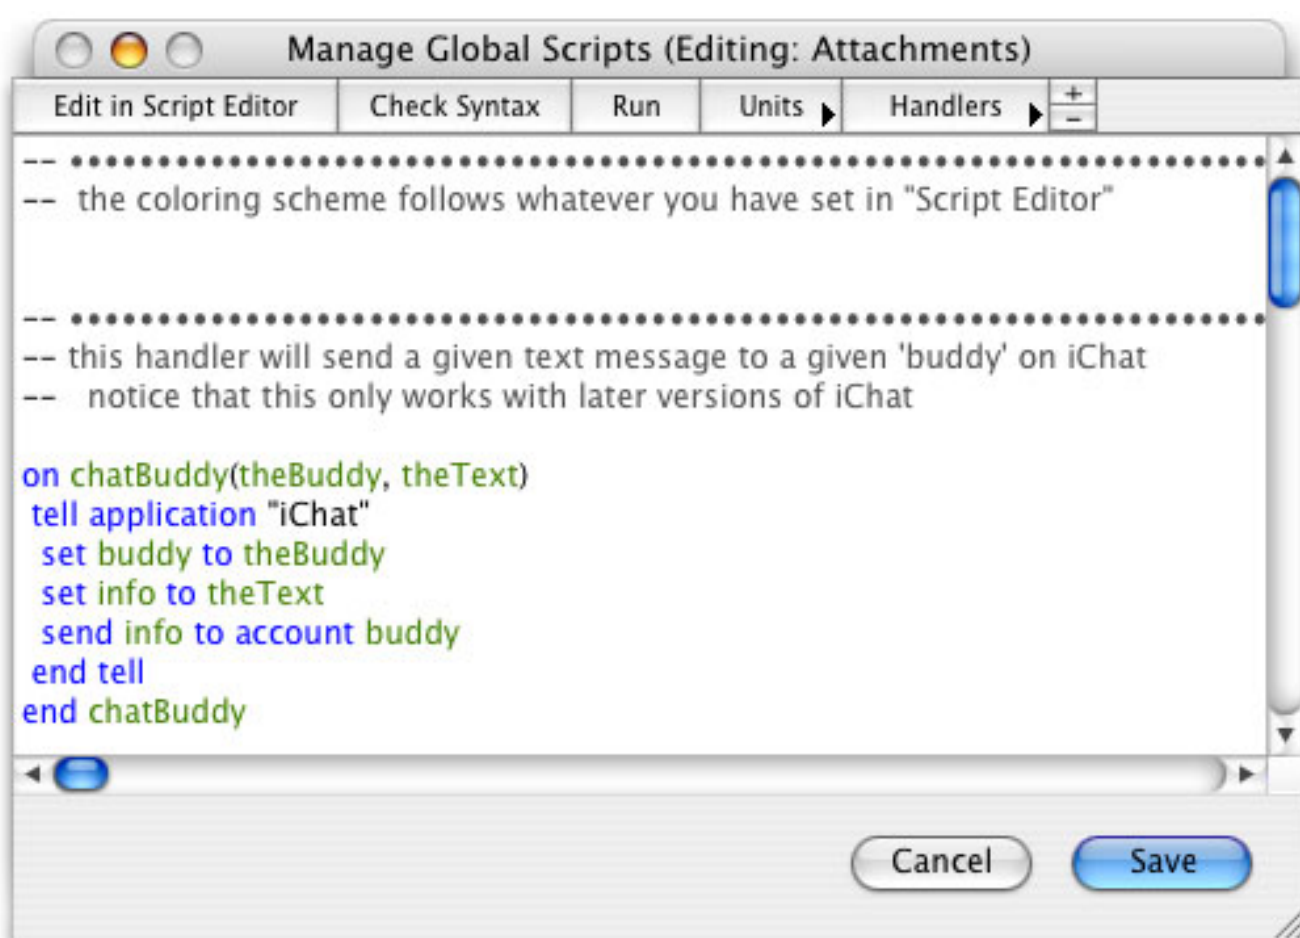 Manage Global Scripts (Editing: Attachments)
Edit in Script Editor Check Syntax Run Units Handlers + −
-- ••••••••••••••••••••••••••••••••••••••••••••••••••••••••••••••••••••••••••••••••••••••••••••••••••••
--  the coloring scheme follows whatever you have set in "Script Editor"
-- ••••••••••••••••••••••••••••••••••••••••••••••••••••••••••••••••••••••••••••••••••••••••••••••••••••
-- this handler will send a given text message to a given 'buddy' on iChat
--   notice that this only works with later versions of iChat
on chatBuddy(theBuddy, theText)
 tell application "iChat"
  set buddy to theBuddy
  set info to theText
  send info to account buddy
 end tell
end chatBuddy
Cancel Save